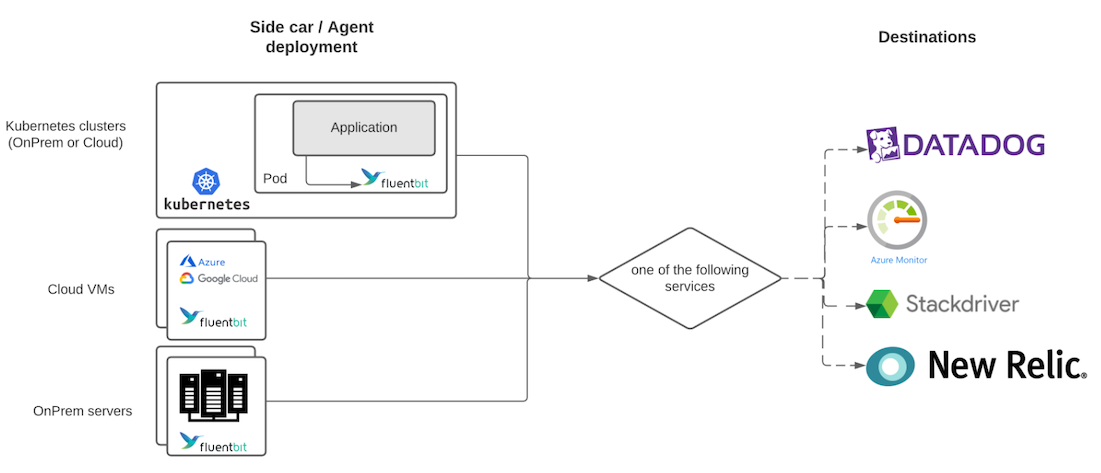 Side car / Agent
deployment
Destinations
Kubernetes clusters
(OnPrem or Cloud)
Application
Pod
fluentbit
kubernetes
DATADOG
Azure Monitor
Cloud VMs
Azure
Google Cloud
fluentbit
one of the following
services
Stackdriver
New Relic®
OnPrem servers
fluentbit